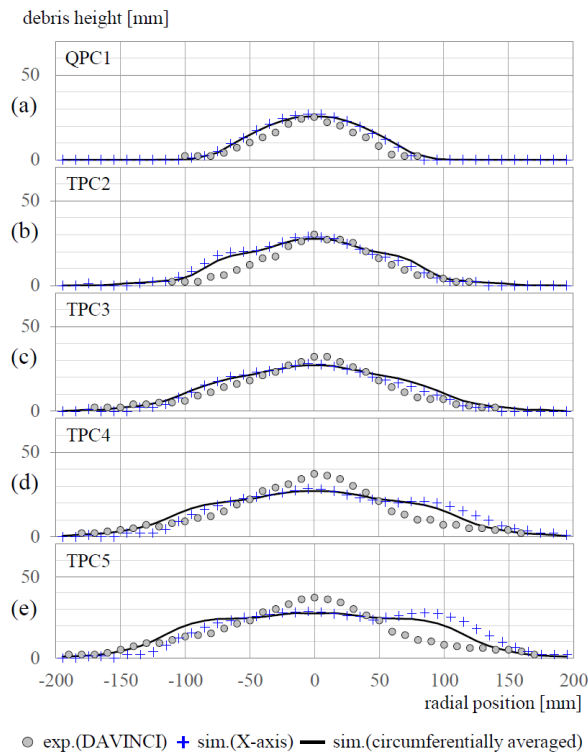 debris height [mm]
QPC1
50
(a)
0
TPC2
50
(b)
0
TPC3
50
(c)
0
TPC4
50
(d)
0
TPC5
50
(e)
0
-200 -150 -100 -50 0 50 100 150 200
radial position [mm]
exp.(DAVINCI) sim.(X-axis) sim.(circumferentially averaged)